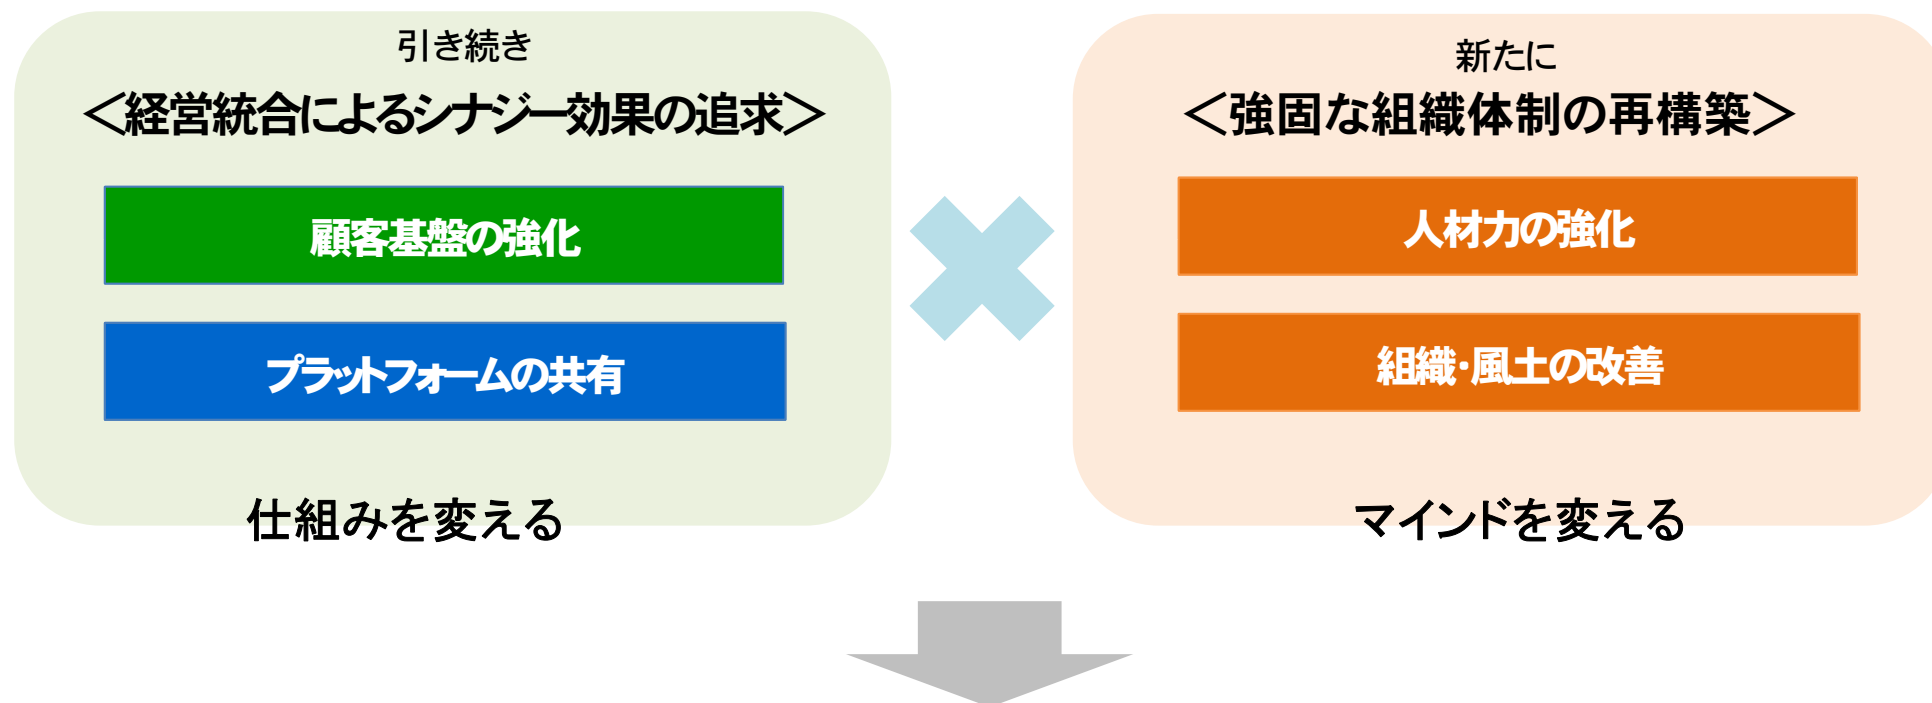 引き続き
＜経営統合によるシナジー効果の追求＞
顧客基盤の強化
プラットフォームの共有
仕組みを変える
新たに
＜強固な組織体制の再構築＞
人材力の強化
組織・風土の改善
マインドを変える